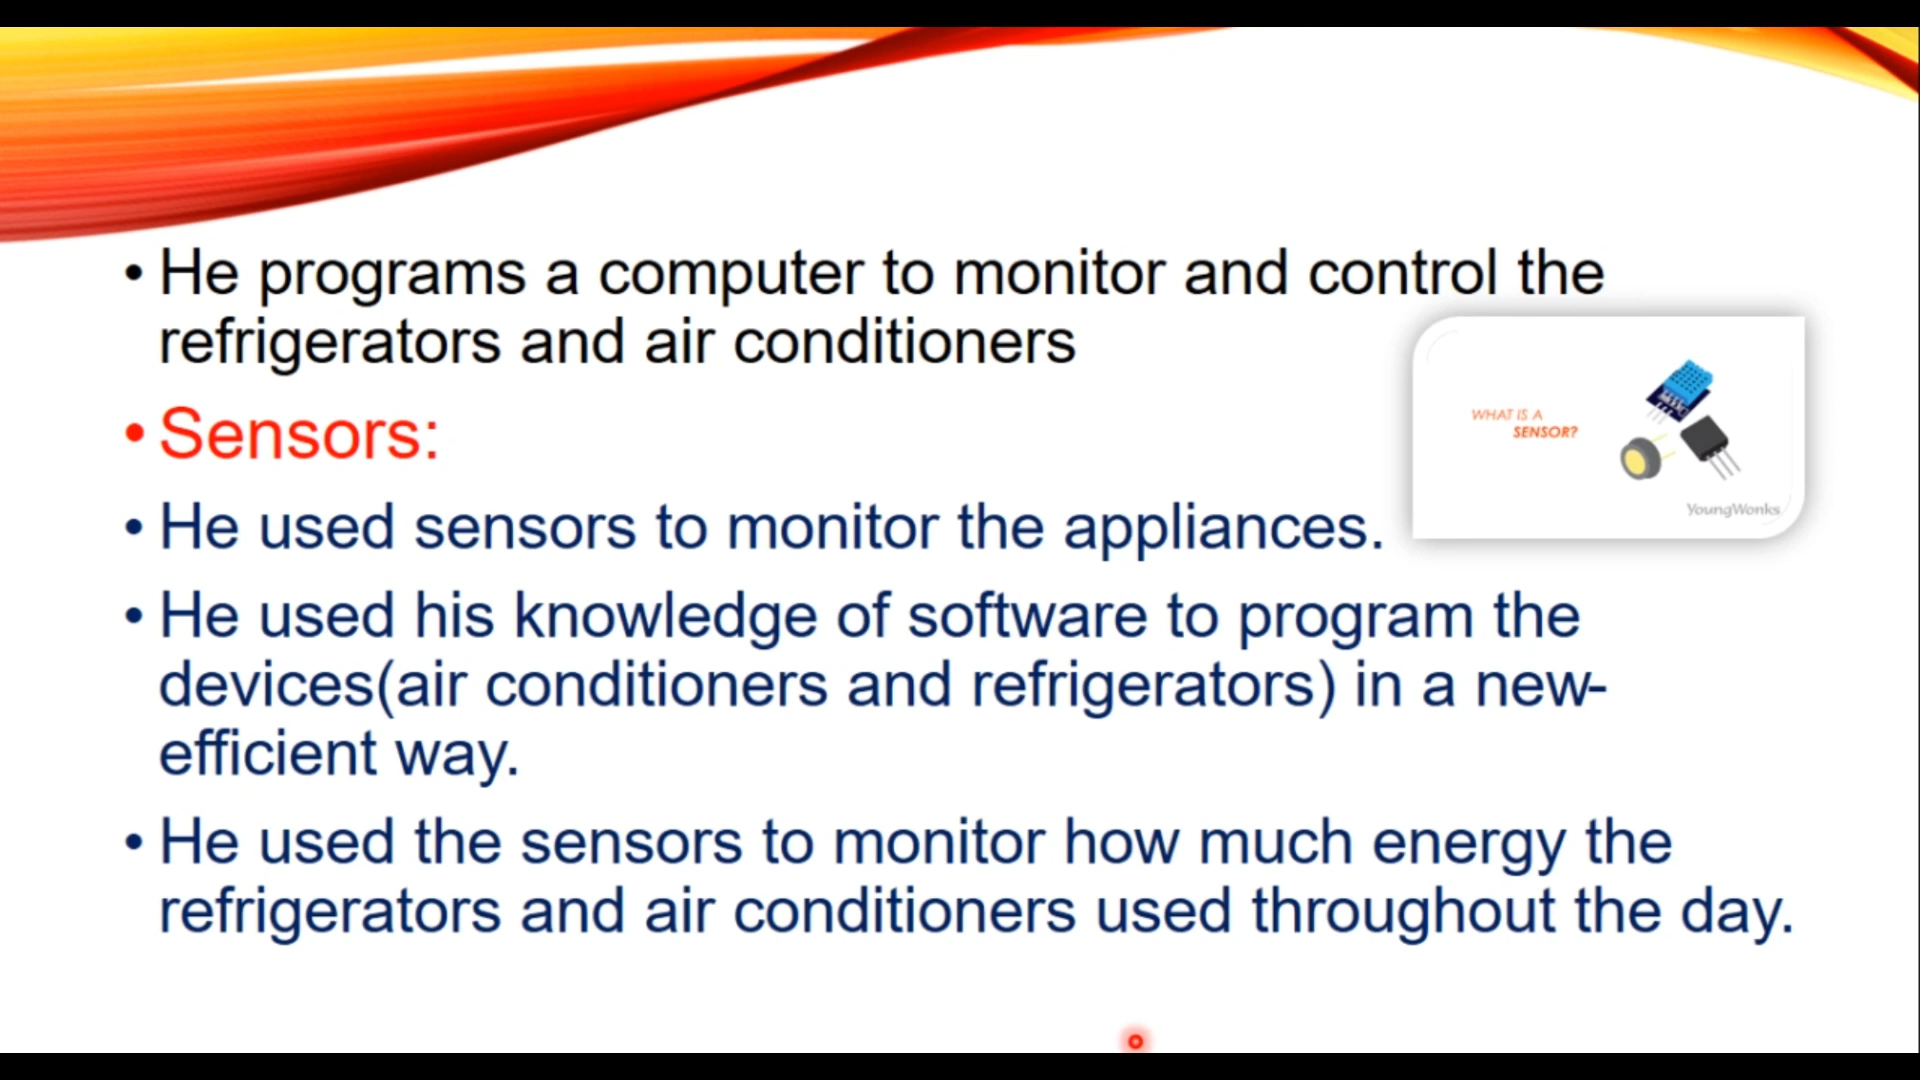 • He programs a computer to monitor and control the
refrigerators and air conditioners
• Sensors:
WHAT IS A
SENSOR?
YoungWonks
• He used sensors to monitor the appliances.
• He used his knowledge of software to program the
devices(air conditioners and refrigerators) in a new-
efficient way.
• He used the sensors to monitor how much energy the
refrigerators and air conditioners used throughout the day.